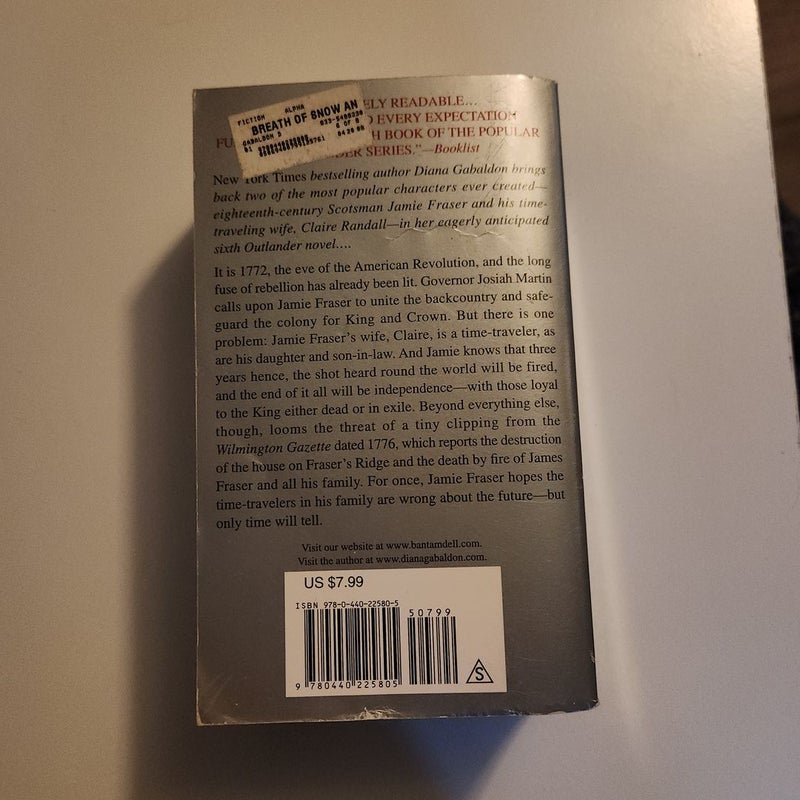 FICTION ALPHA
BREATH OF SNOW AN
GABALDON D
ELY READABLE...
O EVERY EXPECTATION
FU H BOOK OF THE POPULAR
DER SERIES."—Booklist
New York Times bestselling author Diana Gabaldon brings
back two of the most popular characters ever created—
eighteenth-century Scotsman Jamie Fraser and his time-
traveling wife, Claire Randall—in her eagerly anticipated
sixth Outlander novel....
It is 1772, the eve of the American Revolution, and the long
fuse of rebellion has already been lit. Governor Josiah Martin
calls upon Jamie Fraser to unite the backcountry and safe-
guard the colony for King and Crown. But there is one
problem: Jamie Fraser's wife, Claire, is a time-traveler, as
are his daughter and son-in-law. And Jamie knows that three
years hence, the shot heard round the world will be fired,
and the end of it all will be independence—with those loyal
to the King either dead or in exile. Beyond everything else,
though, looms the threat of a tiny clipping from the
Wilmington Gazette dated 1776, which reports the destruction
of the house on Fraser's Ridge and the death by fire of James
Fraser and all his family. For once, Jamie Fraser hopes the
time-travelers in his family are wrong about the future—but
only time will tell.
Visit our website at www.bantamdell.com.
Visit the author at www.dianagabaldon.com.
US $7.99
ISBN 978-0-440-22580-5
50799
9 780440 225805
S